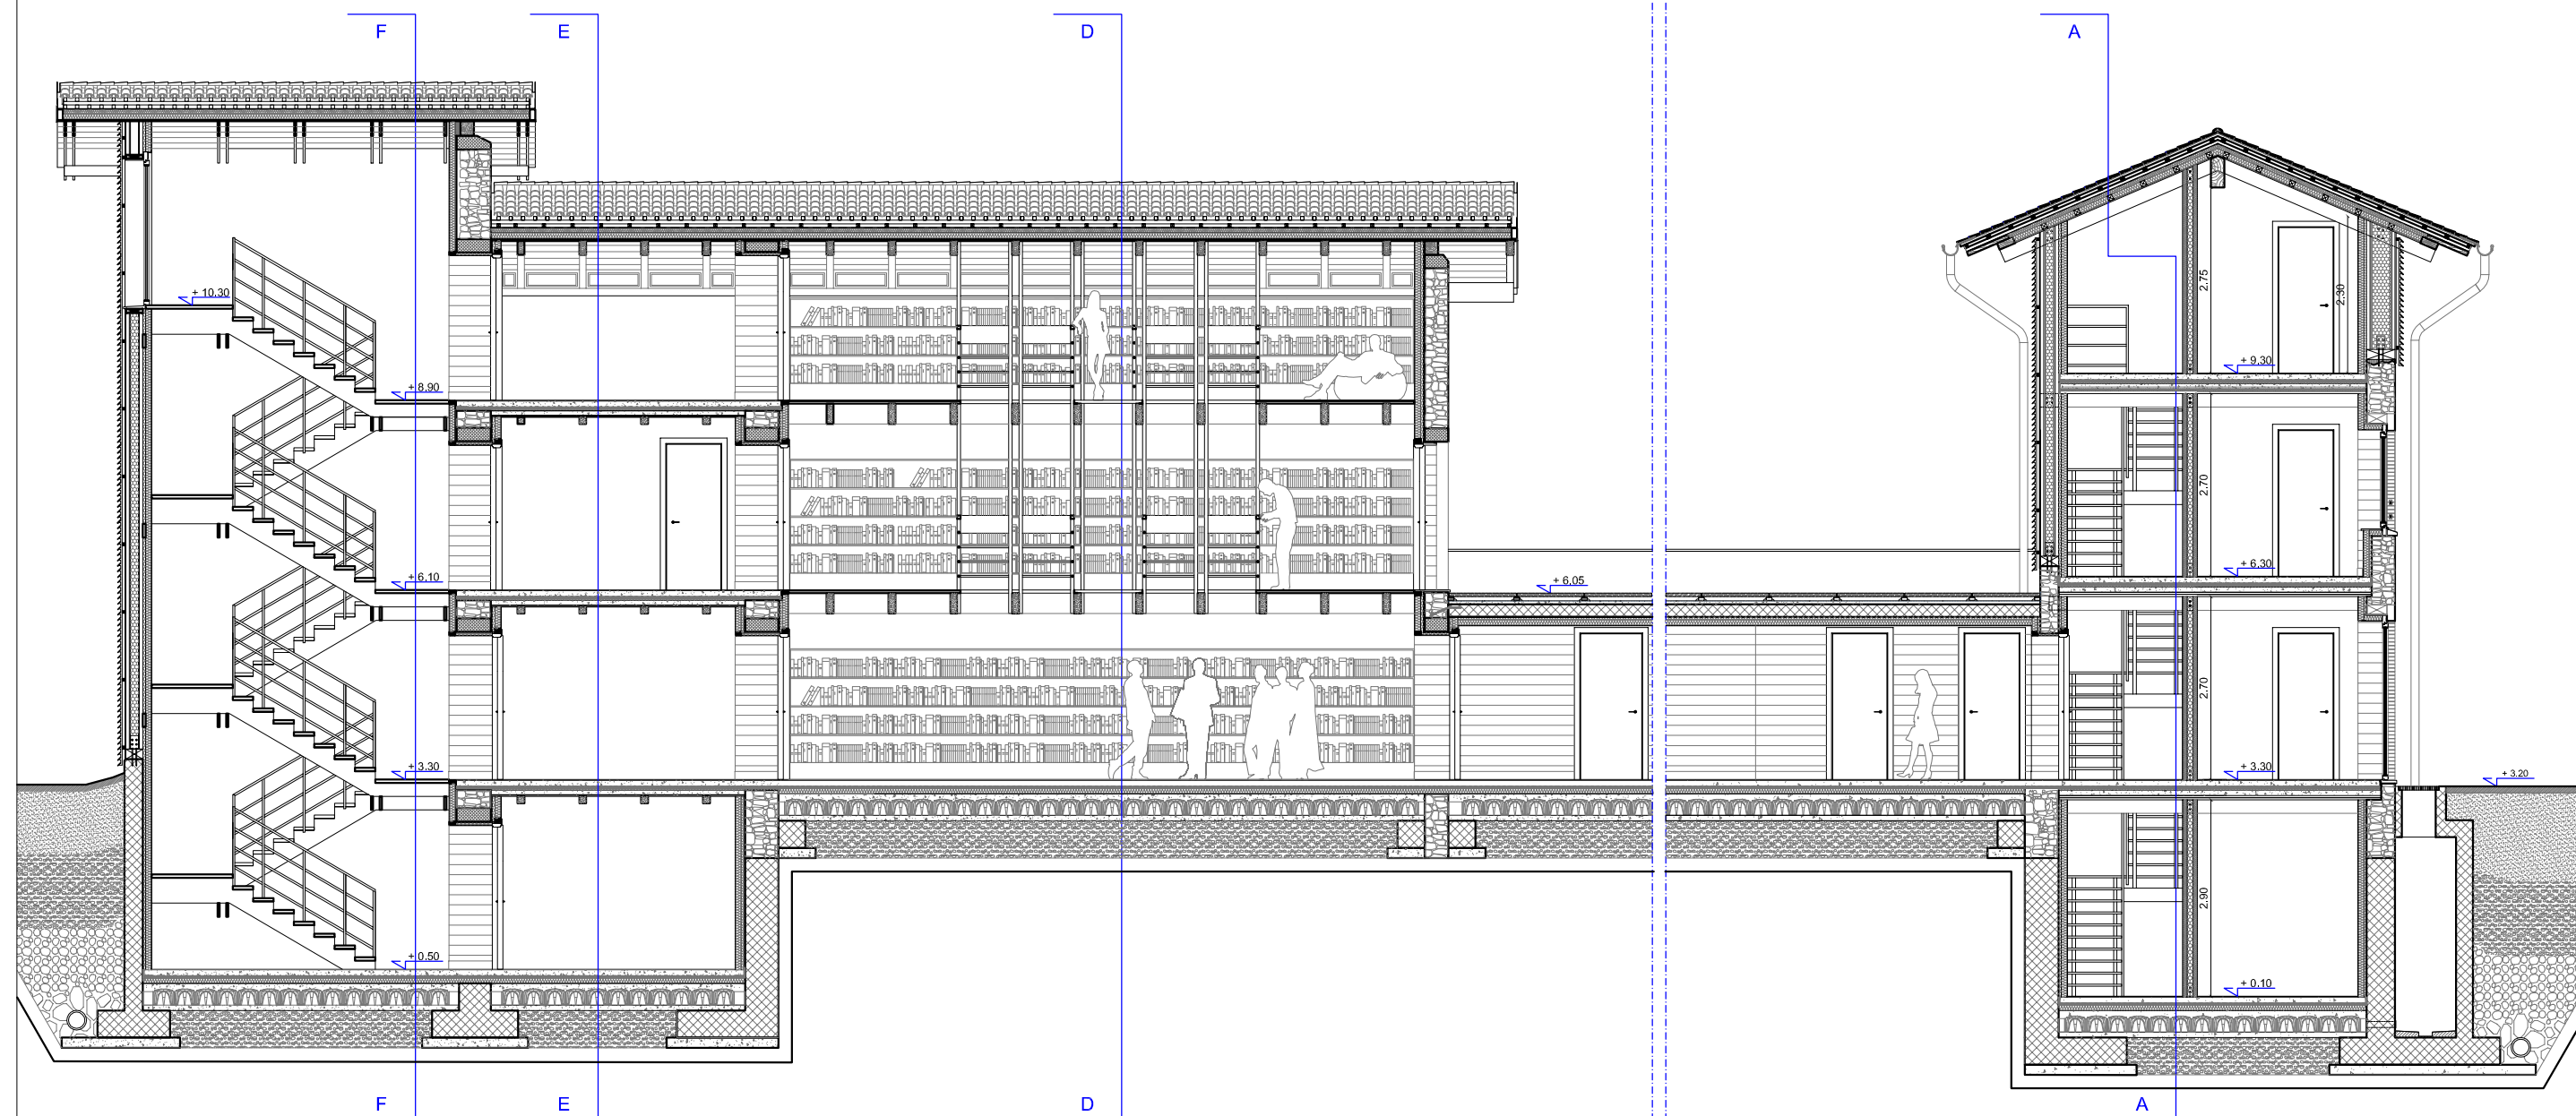 F
E
D
A
+ 10.30
2.75
2.30
+ 8.90
+ 9.30
2.70
+ 6.10
+ 6,05
+ 6.30
2.70
+ 3.30
+ 3.30
+ 3.20
2.90
+ 0.50
+ 0.10
F
E
D
A